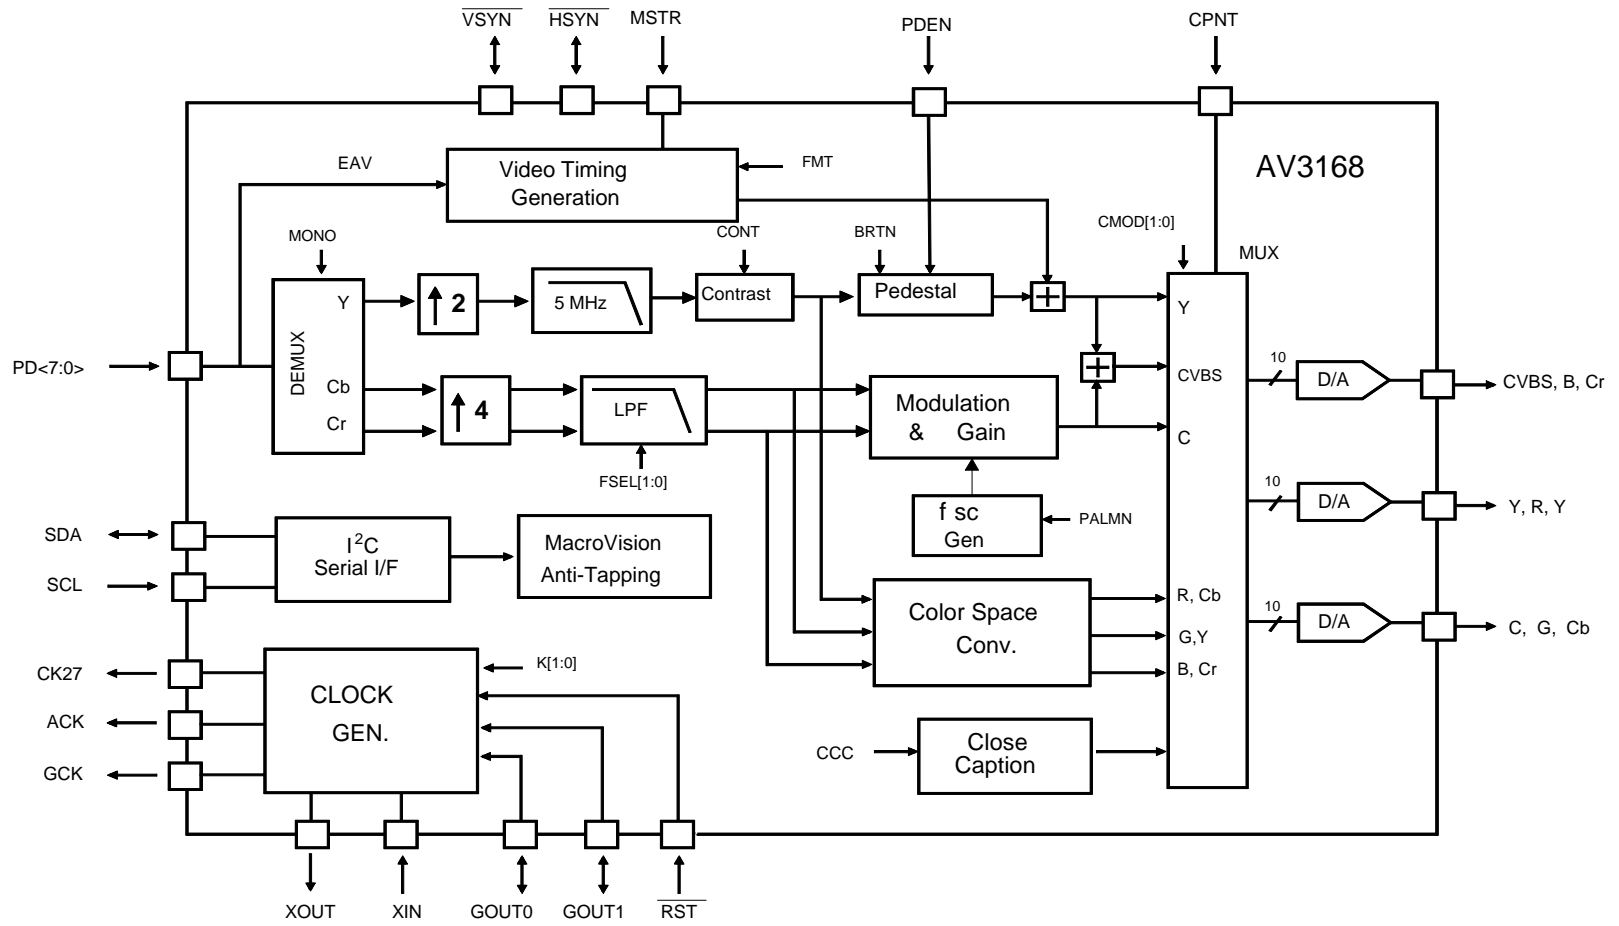 VSYN HSYN MSTR PDEN CPNT
AV3168
EAV
Video Timing
Generation
FMT
MONO
CONT
BRTN
CMOD[1:0]
MUX
DEMUX
Y
2
5 MHz
Contrast
Pedestal
+
Y
PD<7:0>
Cb
Cr
4
LPF
FSEL[1:0]
Modulation
& Gain
+
CVBS
C
10
D/A
CVBS, B, Cr
f sc
Gen
PALMN
10
D/A
Y, R, Y
SDA
SCL
I2C
Serial I/F
MacroVision
Anti-Tapping
Color Space
Conv.
R, Cb
G,Y
B, Cr
10
D/A
C, G, Cb
CK27
ACK
GCK
CLOCK
GEN.
K[1:0]
CCC
Close
Caption
XOUT XIN GOUT0 GOUT1 RST